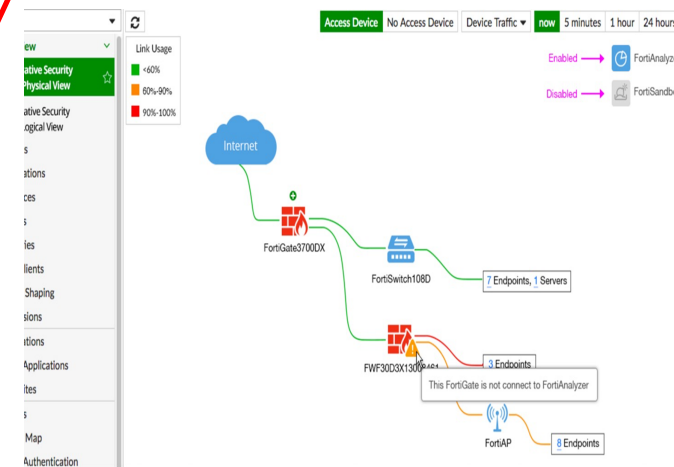 Access Device No Access Device Device Traffic now 5 minutes 1 hour 24 hours
ew
Link Usage
<60%
60%-90%
90%-100%
ative Security
Physical View
ative Security
ogical View
s
ations
ces
s
ies
lients
Shaping
sions
ations
Applications
ites
s
Map
Authentication
Enabled
FortiAnalyz
Disabled
FortiSandbo
Internet
FortiGate3700DX
FortiSwitch108D
7 Endpoints, 1 Servers
3 Endpoints
This FortiGate is not connect to FortiAnalyzer
FortiAP
8 Endpoints